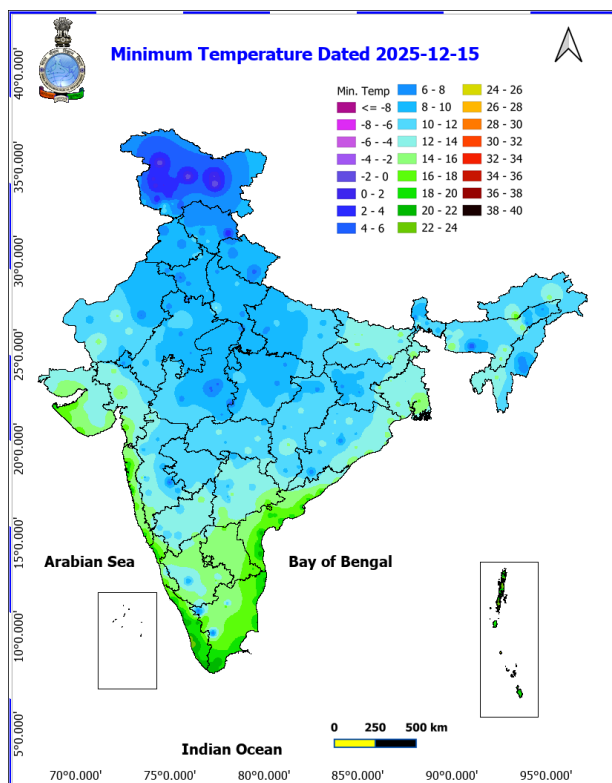 Minimum Temperature Dated 2025-12-15
Min. Temp
<= -8
-8 - -6
-6 - -4
-4 - -2
-2 - 0
0 - 2
2 - 4
4 - 6
6 - 8
8 - 10
10 - 12
12 - 14
14 - 16
16 - 18
18 - 20
20 - 22
22 - 24
24 - 26
26 - 28
28 - 30
30 - 32
32 - 34
34 - 36
36 - 38
38 - 40
40°0.000'
35°0.000'
30°0.000'
25°0.000'
20°0.000'
15°0.000'
10°0.000'
5°0.000'
Arabian Sea
Bay of Bengal
Indian Ocean
0 250 500 km
70°0.000' 75°0.000' 80°0.000' 85°0.000' 90°0.000' 95°0.000'